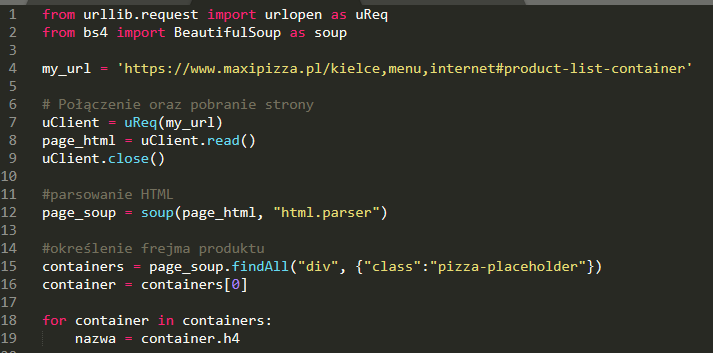 1 from urllib.request import urlopen as uReq
2 from bs4 import BeautifulSoup as soup
3
4 my_url = 'https://www.maxipizza.pl/kielce,menu,internet#product-list-container'
5
6 # Połączenie oraz pobranie strony
7 uClient = uReq(my_url)
8 page_html = uClient.read()
9 uClient.close()
10
11 #parsowanie HTML
12 page_soup = soup(page_html, "html.parser")
13
14 #określenie frejma produktu
15 containers = page_soup.findAll("div", {"class":"pizza-placeholder"})
16 container = containers[0]
17
18 for container in containers:
19     nazwa = container.h4